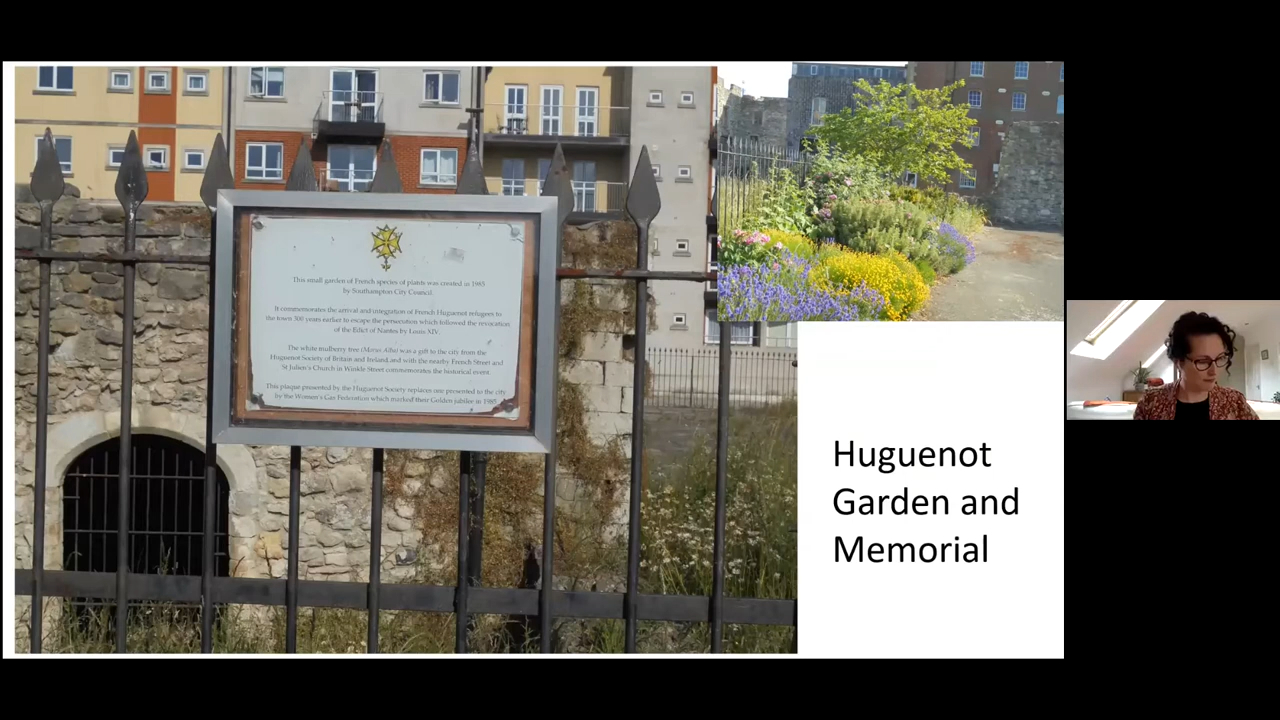 This small garden of French species of plants was created in 1985
by Southampton City Council.
It commemorates the arrival and integration of French Huguenot refugees to
the town 300 years earlier to escape the persecution which followed the revocation
of the Edict of Nantes by Louis XIV.
The white mulberry tree (Morus Alba) was a gift to the city from the
Huguenot Society of Britain and Ireland and with the nearby French Street and
St Julien's Church in Winkle Street commemorates the historical event.
This plaque presented by the Huguenot Society replaces one presented to the city
by the Women's Gas Federation which marked their Golden jubilee in 1985.
Huguenot
Garden and
Memorial